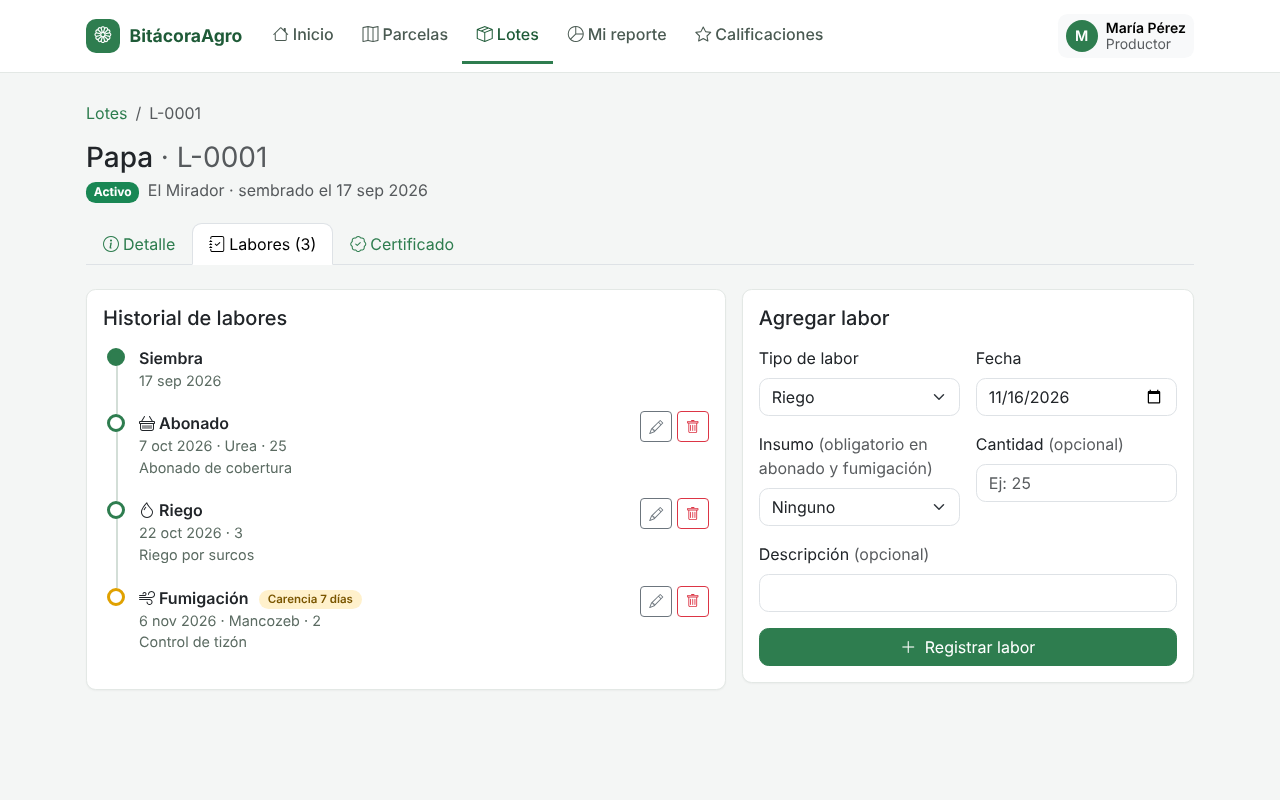 BitácoraAgro
Inicio
Parcelas
Lotes
Mi reporte
Calificaciones
M
María Pérez
Productor
Lotes / L-0001
Papa · L-0001
Activo El Mirador · sembrado el 17 sep 2026
Detalle
Labores (3)
Certificado
Historial de labores
Siembra
17 sep 2026
Abonado
7 oct 2026 · Urea · 25
Abonado de cobertura
Riego
22 oct 2026 · 3
Riego por surcos
Fumigación Carencia 7 días
6 nov 2026 · Mancozeb · 2
Control de tizón
Agregar labor
Tipo de labor
Riego
Fecha
11/16/2026
Insumo (obligatorio en
abonado y fumigación)
Ninguno
Cantidad (opcional)
Ej: 25
Descripción (opcional)
Registrar labor